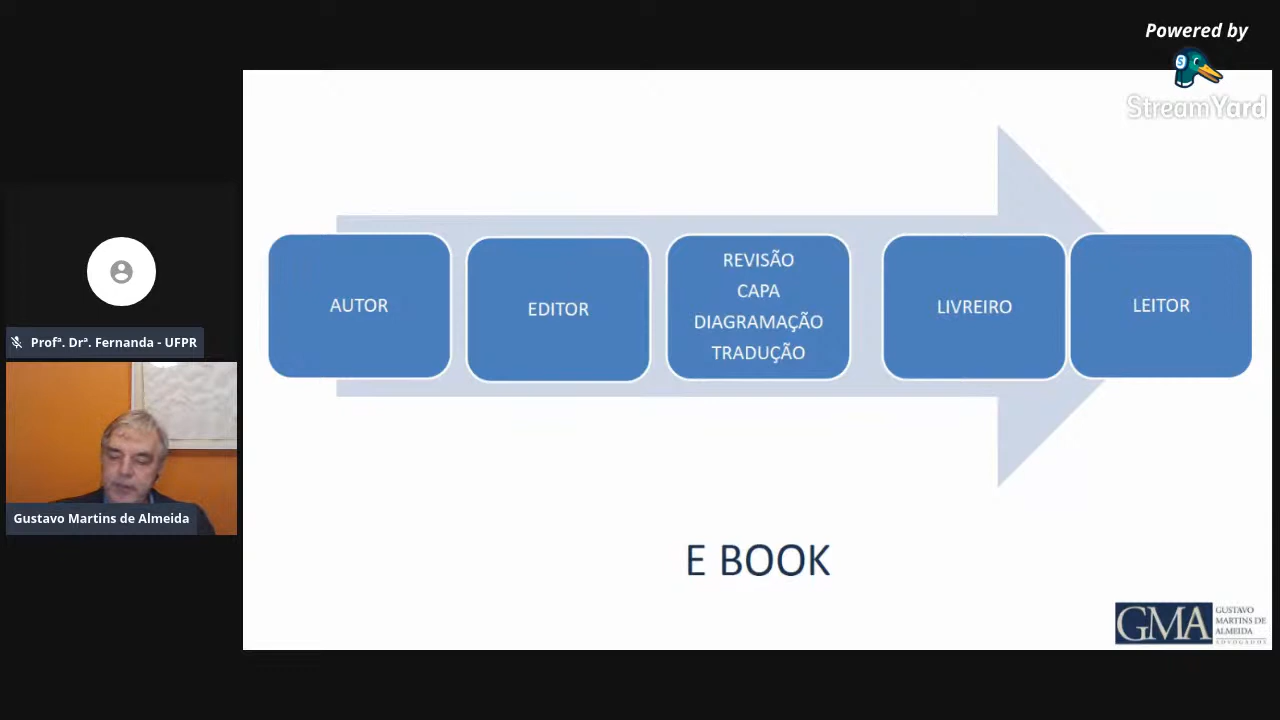 Powered by
StreamYard
AUTOR
EDITOR
REVISÃO
CAPA
DIAGRAMAÇÃO
TRADUÇÃO
LIVREIRO
LEITOR
E BOOK
Profª. Drª. Fernanda - UFPR
Gustavo Martins de Almeida
GMA
GUSTAVO
MARTINS DE
ALMEIDA
ADVOGADOS